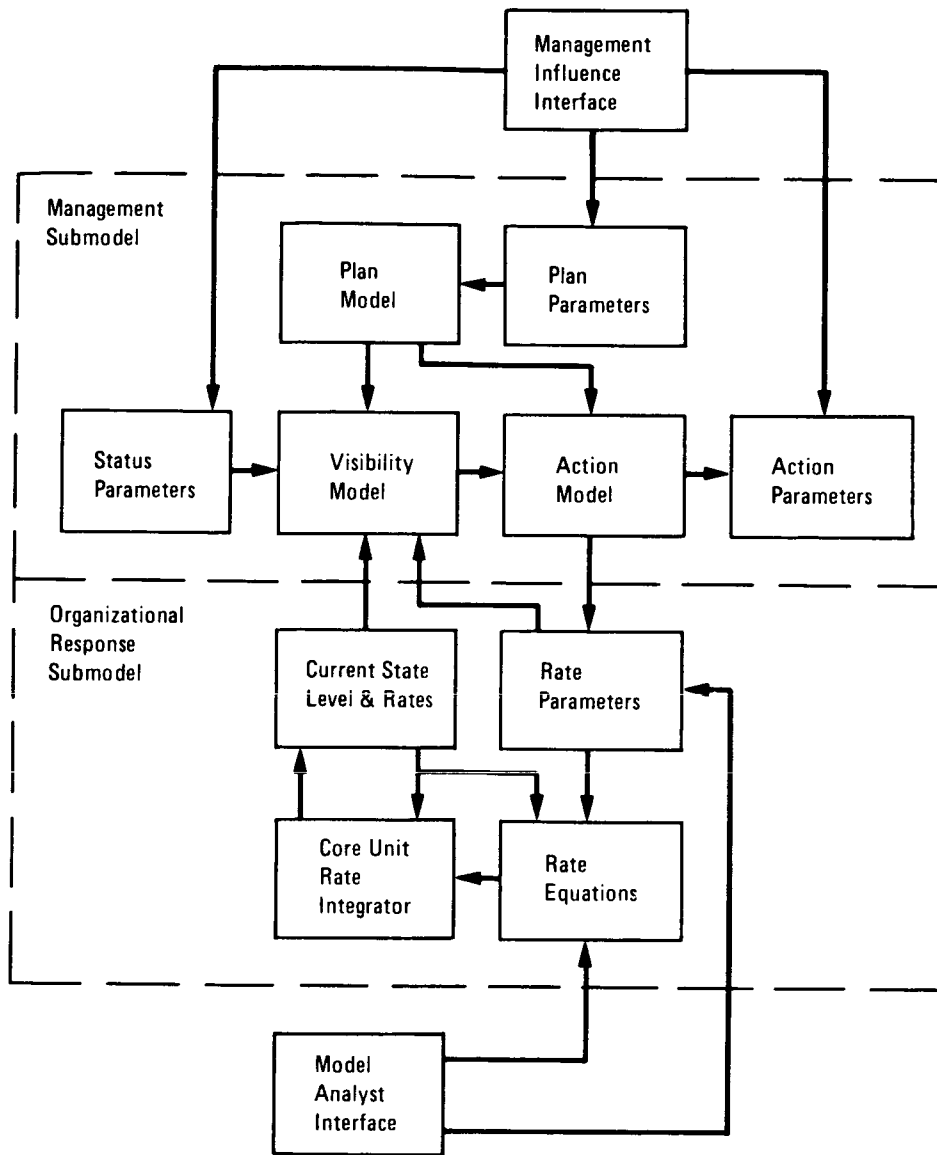 Management
Influence
Interface
Management
Submodel
Plan
Model
Plan
Parameters
Status
Parameters
Visibility
Model
Action
Model
Action
Parameters
Organizational
Response
Submodel
Current State
Level & Rates
Rate
Parameters
Core Unit
Rate
Integrator
Rate
Equations
Model
Analyst
Interface